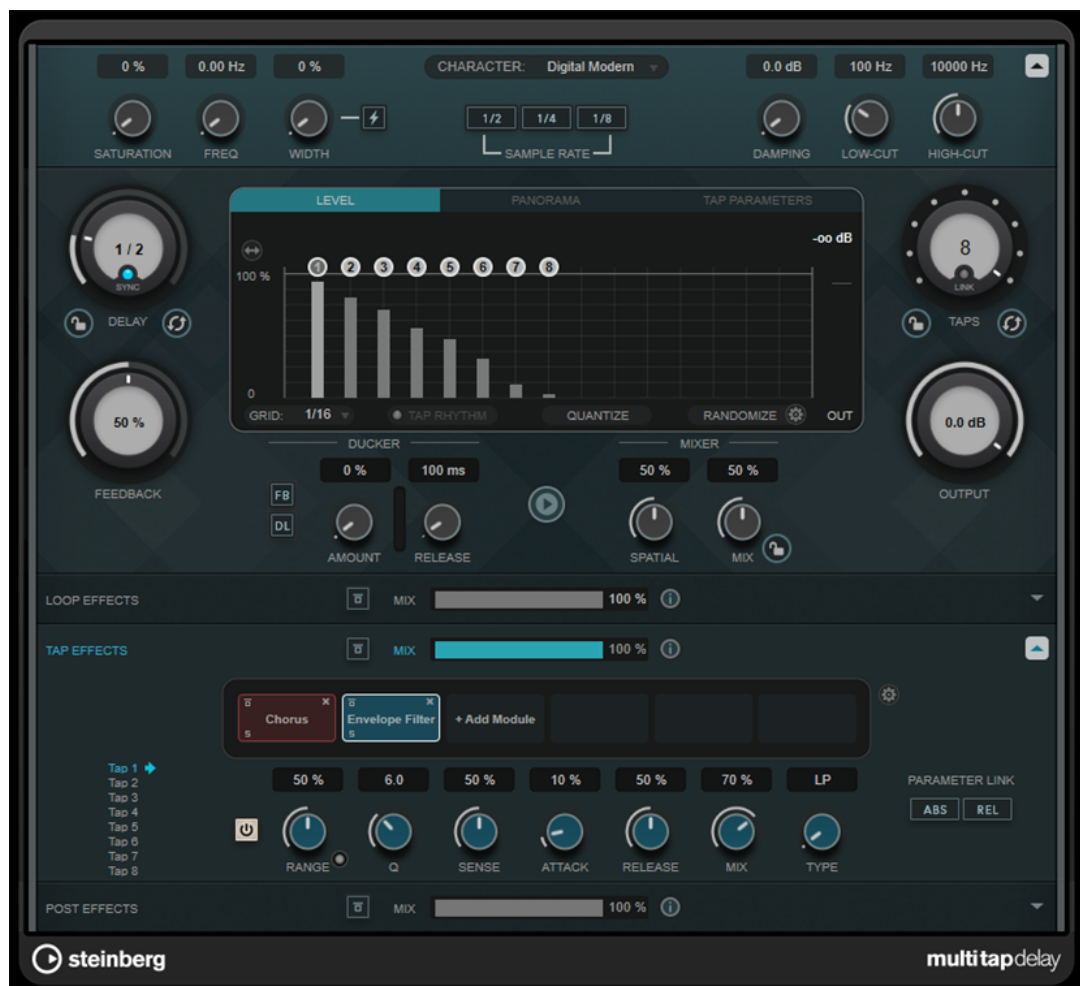 0 % 0.00 Hz 0 % CHARACTER: Digital Modern 0.0 dB 100 Hz 10000 Hz
1/2 1/4 1/8
SATURATION FREQ WIDTH SAMPLE RATE DAMPING LOW-CUT HIGH-CUT
LEVEL PANORAMA TAP PARAMETERS
-oo dB
1 / 2
SYNC
DELAY
100 %
1 2 3 4 5 6 7 8
0
GRID: 1/16 TAP RHYTHM QUANTIZE RANDOMIZE OUT
8
LINK
TAPS
50 %
FEEDBACK
0.0 dB
OUTPUT
DUCKER MIXER
0 % 100 ms 50 % 50 %
FB
DL
AMOUNT RELEASE SPATIAL MIX
LOOP EFFECTS MIX 100 %
TAP EFFECTS MIX 100 %
Chorus Envelope Filter + Add Module
S S
Tap 1
Tap 2
Tap 3
Tap 4
Tap 5
Tap 6
Tap 7
Tap 8
50 % 6.0 50 % 10 % 50 % 70 % LP
RANGE Q SENSE ATTACK RELEASE MIX TYPE
PARAMETER LINK
ABS REL
POST EFFECTS MIX 100 %
steinberg multitapdelay